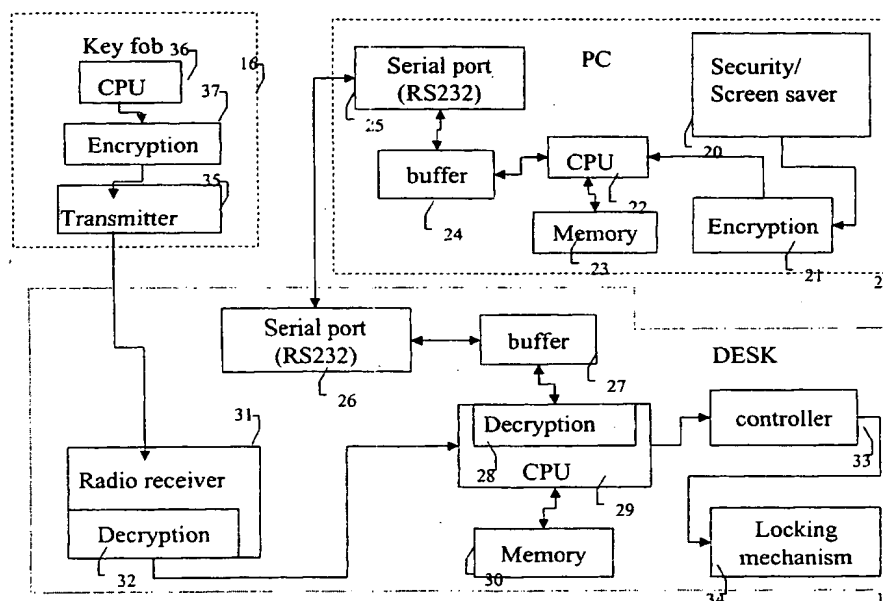 Key fob
36
CPU
37
Encryption
35
Transmitter
16
Serial port
(RS232)
25
PC
Security/
Screen saver
20
buffer
24
CPU
22
Memory
23
Encryption
21
2
Serial port
(RS232)
26
buffer
27
DESK
31
Radio receiver
Decryption
32
Decryption
28
CPU
29
Memory
30
controller
33
Locking
mechanism
34
1